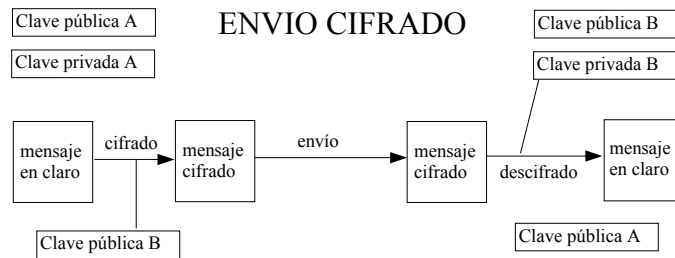 ENVIO CIFRADO
Clave pública A
Clave privada A
Clave pública B
Clave privada B
mensaje
en claro
cifrado
mensaje
cifrado
envío
mensaje
cifrado
descifrado
mensaje
en claro
Clave pública B
Clave pública A